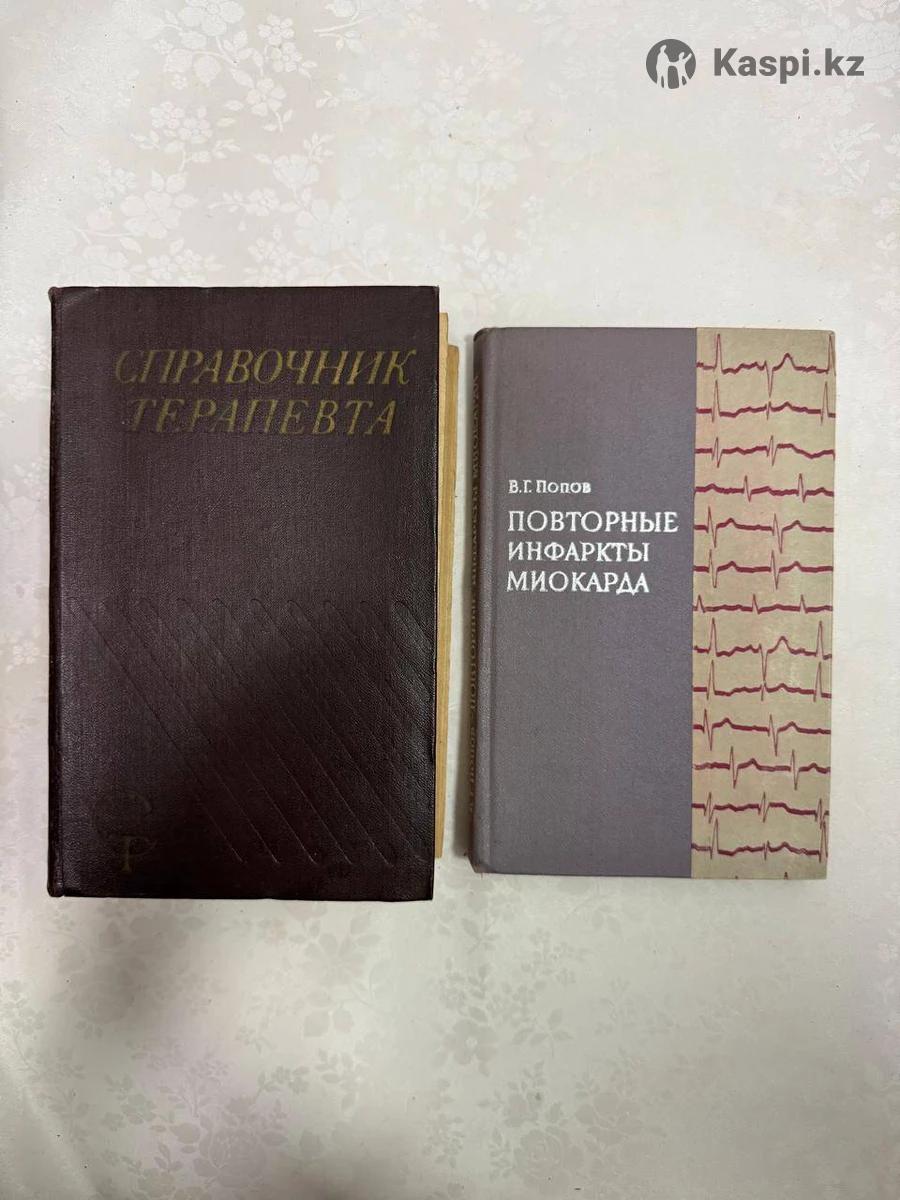 Kaspi.kz
СПРАВОЧНИК
ТЕРАПЕВТА
В.Г. Попов
ПОВТОРНЫЕ
ИНФАРКТЫ
МИОКАРДА